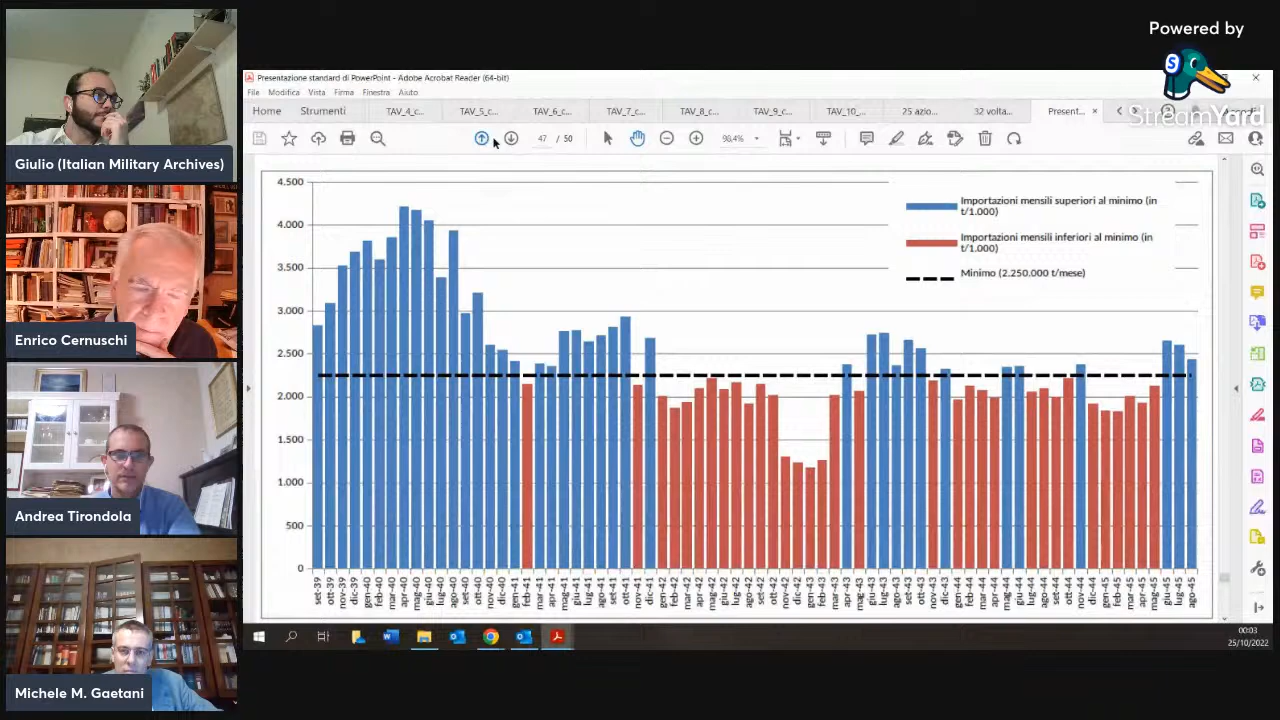 Powered by
StreamYard
Giulio (Italian Military Archives)
Enrico Cernuschi
Andrea Tirondola
Michele M. Gaetani
Presentazione standard di PowerPoint - Adobe Acrobat Reader (64-bit)
File Modifica Vista Firma Finestra Aiuto
Home Strumenti TAV_4_c... TAV_5_c... TAV_6_c... TAV_7_c... TAV_8_c... TAV_9_c... TAV_10_... 25 azio... 32 volta... Present...
47 / 50 98,4%
4.500
4.000
3.500
3.000
2.500
2.000
1.500
1.000
500
0
Importazioni mensili superiori al minimo (in
t/1.000)
Importazioni mensili inferiori al minimo (in
t/1.000)
Minimo (2.250.000 t/mese)
set-39
ott-39
nov-39
dic-39
gen-40
feb-40
mar-40
apr-40
mag-40
giu-40
lug-40
ago-40
set-40
ott-40
nov-40
dic-40
gen-41
feb-41
mar-41
apr-41
mag-41
giu-41
lug-41
ago-41
set-41
ott-41
nov-41
dic-41
gen-42
feb-42
mar-42
apr-42
mag-42
giu-42
lug-42
ago-42
set-42
ott-42
nov-42
dic-42
gen-43
feb-43
mar-43
apr-43
mag-43
giu-43
lug-43
ago-43
set-43
ott-43
nov-43
dic-43
gen-44
feb-44
mar-44
apr-44
mag-44
giu-44
lug-44
ago-44
set-44
ott-44
nov-44
dic-44
gen-45
feb-45
mar-45
apr-45
mag-45
giu-45
lug-45
ago-45
00:03
25/10/2022